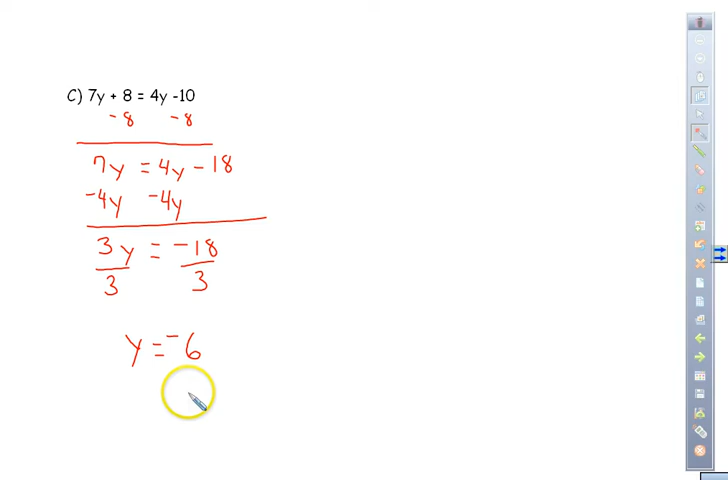 C) 7y + 8 = 4y -10
-8 -8
7y = 4y - 18
-4y -4y
3y = -18
3 3
y = -6